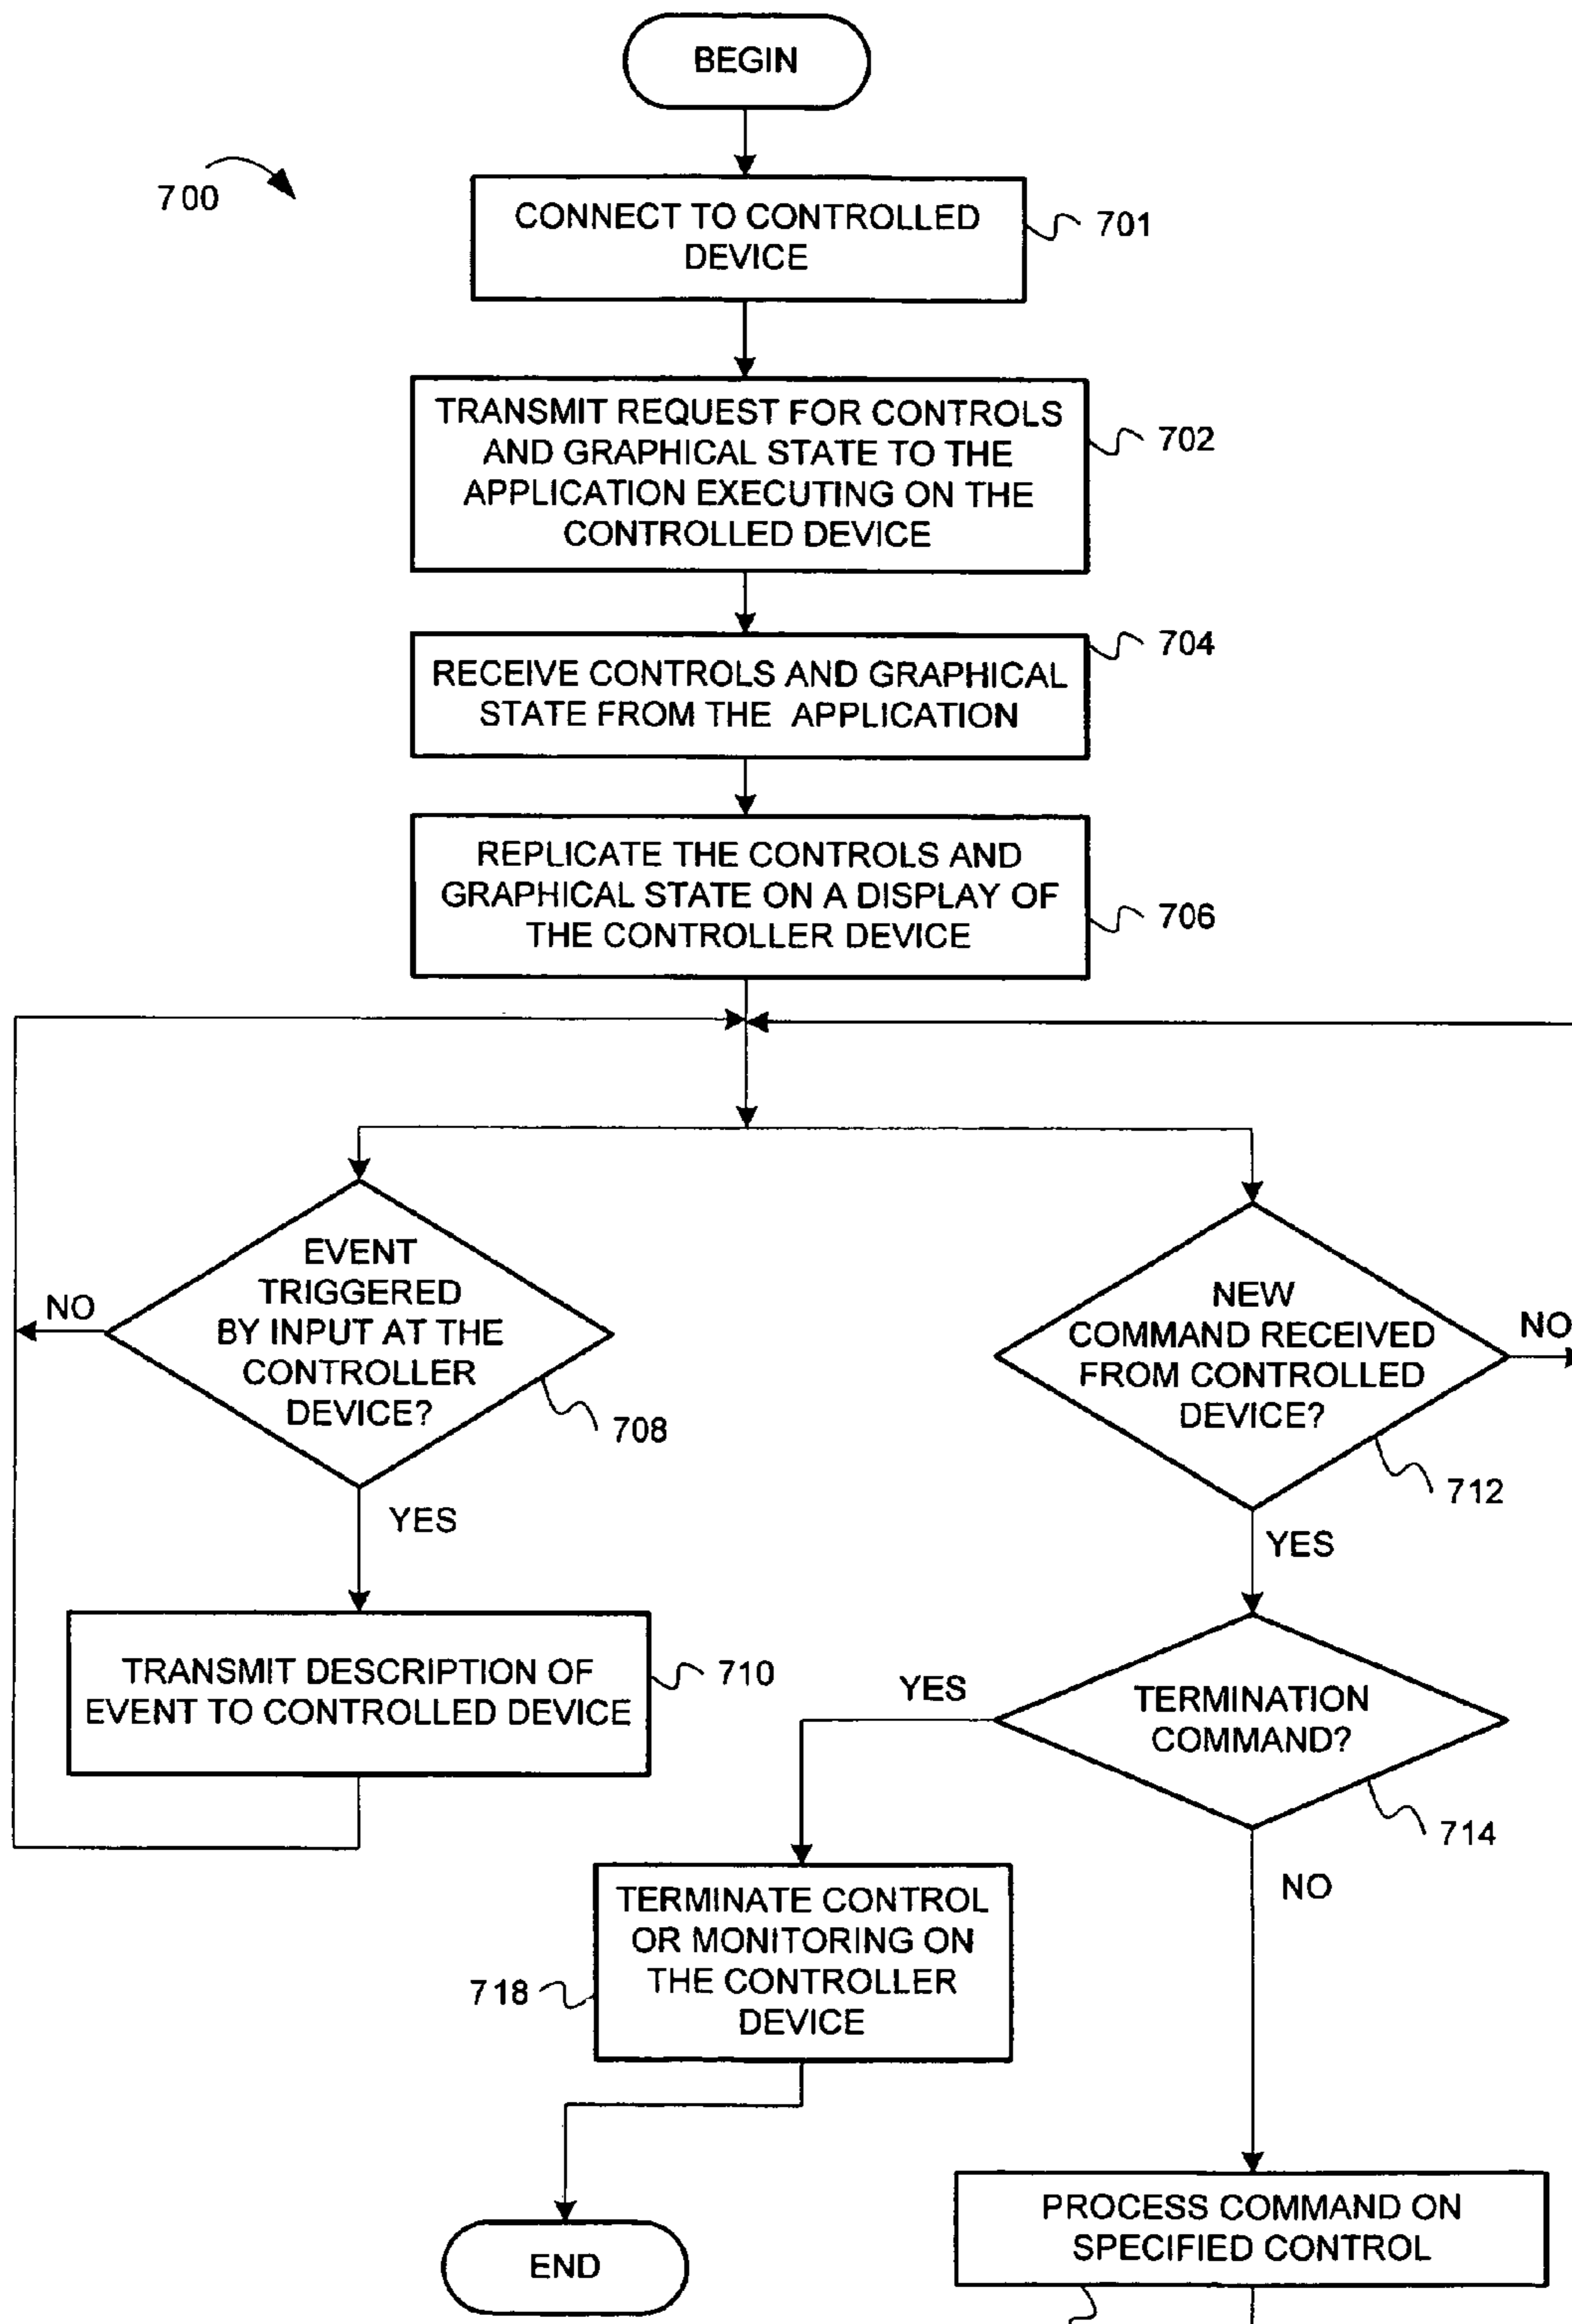 BEGIN
700
CONNECT TO CONTROLLED
DEVICE
701
TRANSMIT REQUEST FOR CONTROLS
AND GRAPHICAL STATE TO THE
APPLICATION EXECUTING ON THE
CONTROLLED DEVICE
702
704
RECEIVE CONTROLS AND GRAPHICAL
STATE FROM THE APPLICATION
REPLICATE THE CONTROLS AND
GRAPHICAL STATE ON A DISPLAY OF
THE CONTROLLER DEVICE
706
EVENT
TRIGGERED
BY INPUT AT THE
CONTROLLER
DEVICE?
NO
708
YES
NEW
COMMAND RECEIVED
FROM CONTROLLED
DEVICE?
NO
712
YES
TRANSMIT DESCRIPTION OF
EVENT TO CONTROLLED DEVICE
710
YES
TERMINATION
COMMAND?
714
NO
TERMINATE CONTROL
OR MONITORING ON
THE CONTROLLER
DEVICE
718
END
PROCESS COMMAND ON
SPECIFIED CONTROL